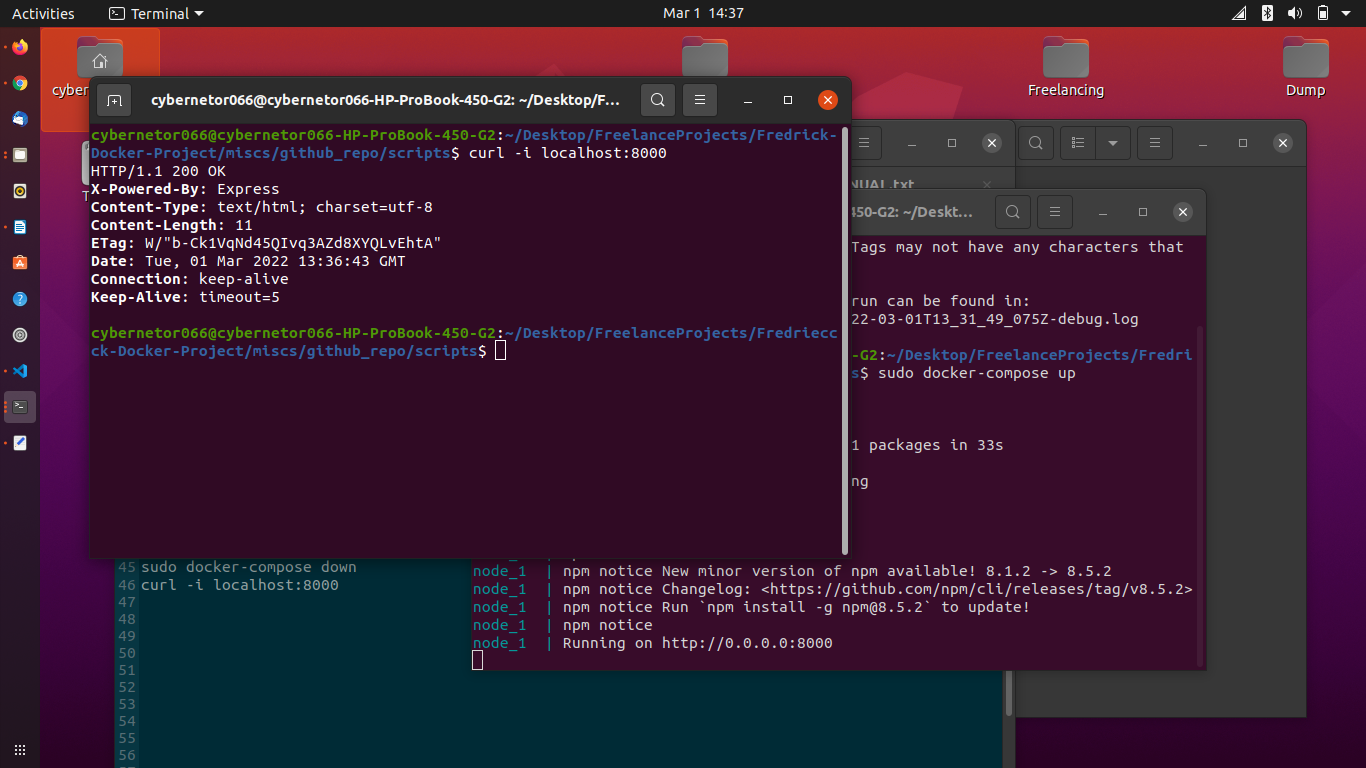 Activities
Terminal
Mar 1 14:37
cyber
Freelancing
Dump
cybernetor066@cybernetor066-HP-ProBook-450-G2: ~/Desktop/F...
cybernetor066@cybernetor066-HP-ProBook-450-G2:~/Desktop/FreelanceProjects/Fredrick-
Docker-Project/miscs/github_repo/scripts$ curl -i localhost:8000
HTTP/1.1 200 OK
X-Powered-By: Express
Content-Type: text/html; charset=utf-8
Content-Length: 11
ETag: W/"b-Ck1VqNd45QIvq3AZd8XYQLvEhtA"
Date: Tue, 01 Mar 2022 13:36:43 GMT
Connection: keep-alive
Keep-Alive: timeout=5
cybernetor066@cybernetor066-HP-ProBook-450-G2:~/Desktop/FreelanceProjects/Fredriecc
ck-Docker-Project/miscs/github_repo/scripts$
NUAL.txt
450-G2: ~/Deskt...
Tags may not have any characters that
run can be found in:
22-03-01T13_31_49_075Z-debug.log
-G2:~/Desktop/FreelanceProjects/Fredri
s$ sudo docker-compose up
1 packages in 33s
ng
node_1 | npm notice New minor version of npm available! 8.1.2 -> 8.5.2
node_1 | npm notice Changelog: <https://github.com/npm/cli/releases/tag/v8.5.2>
node_1 | npm notice Run `npm install -g npm@8.5.2` to update!
node_1 | npm notice
node_1 | Running on http://0.0.0.0:8000
45 sudo docker-compose down
46 curl -i localhost:8000
47
48
49
50
51
52
53
54
55
56